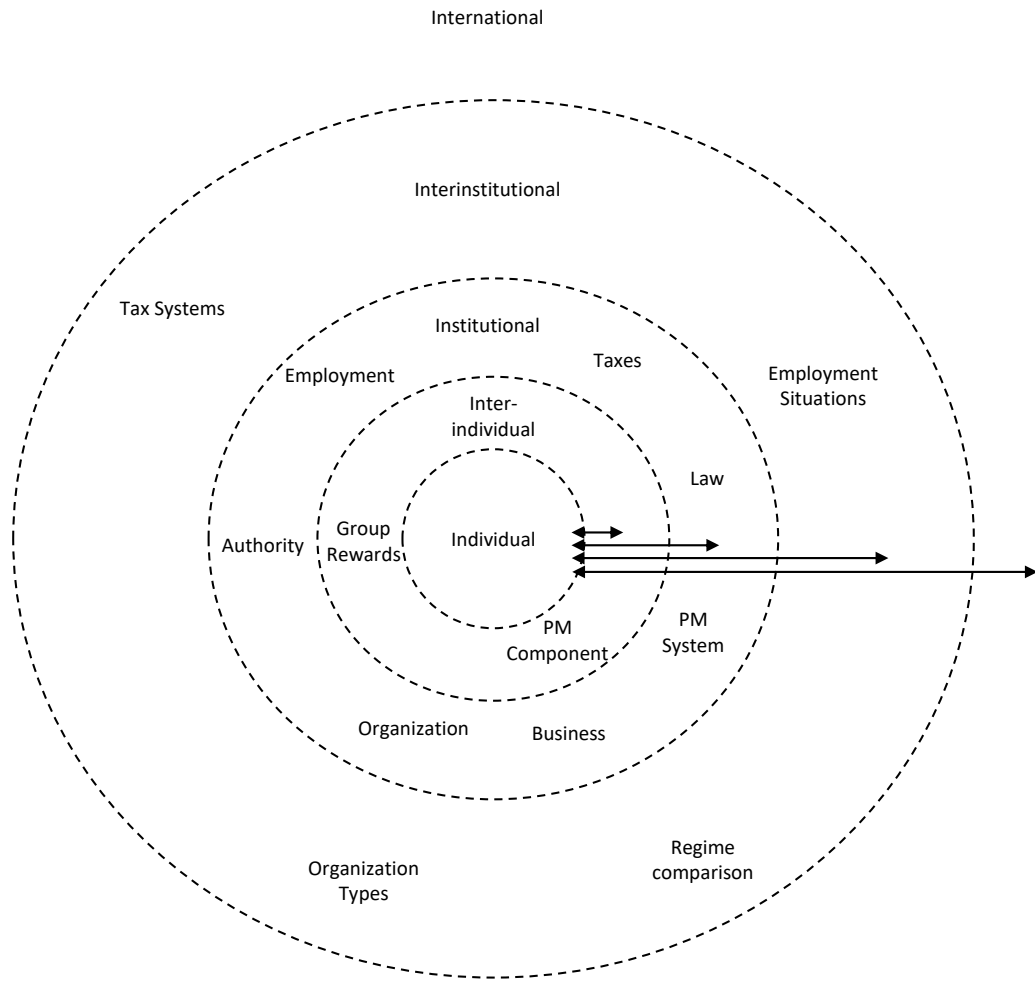 International
Interinstitutional
Tax Systems
Institutional
Taxes
Employment
Employment
Situations
Inter-
individual
Law
Authority
Group
Rewards
Individual
PM
Component
PM
System
Organization
Business
Organization
Types
Regime
comparison